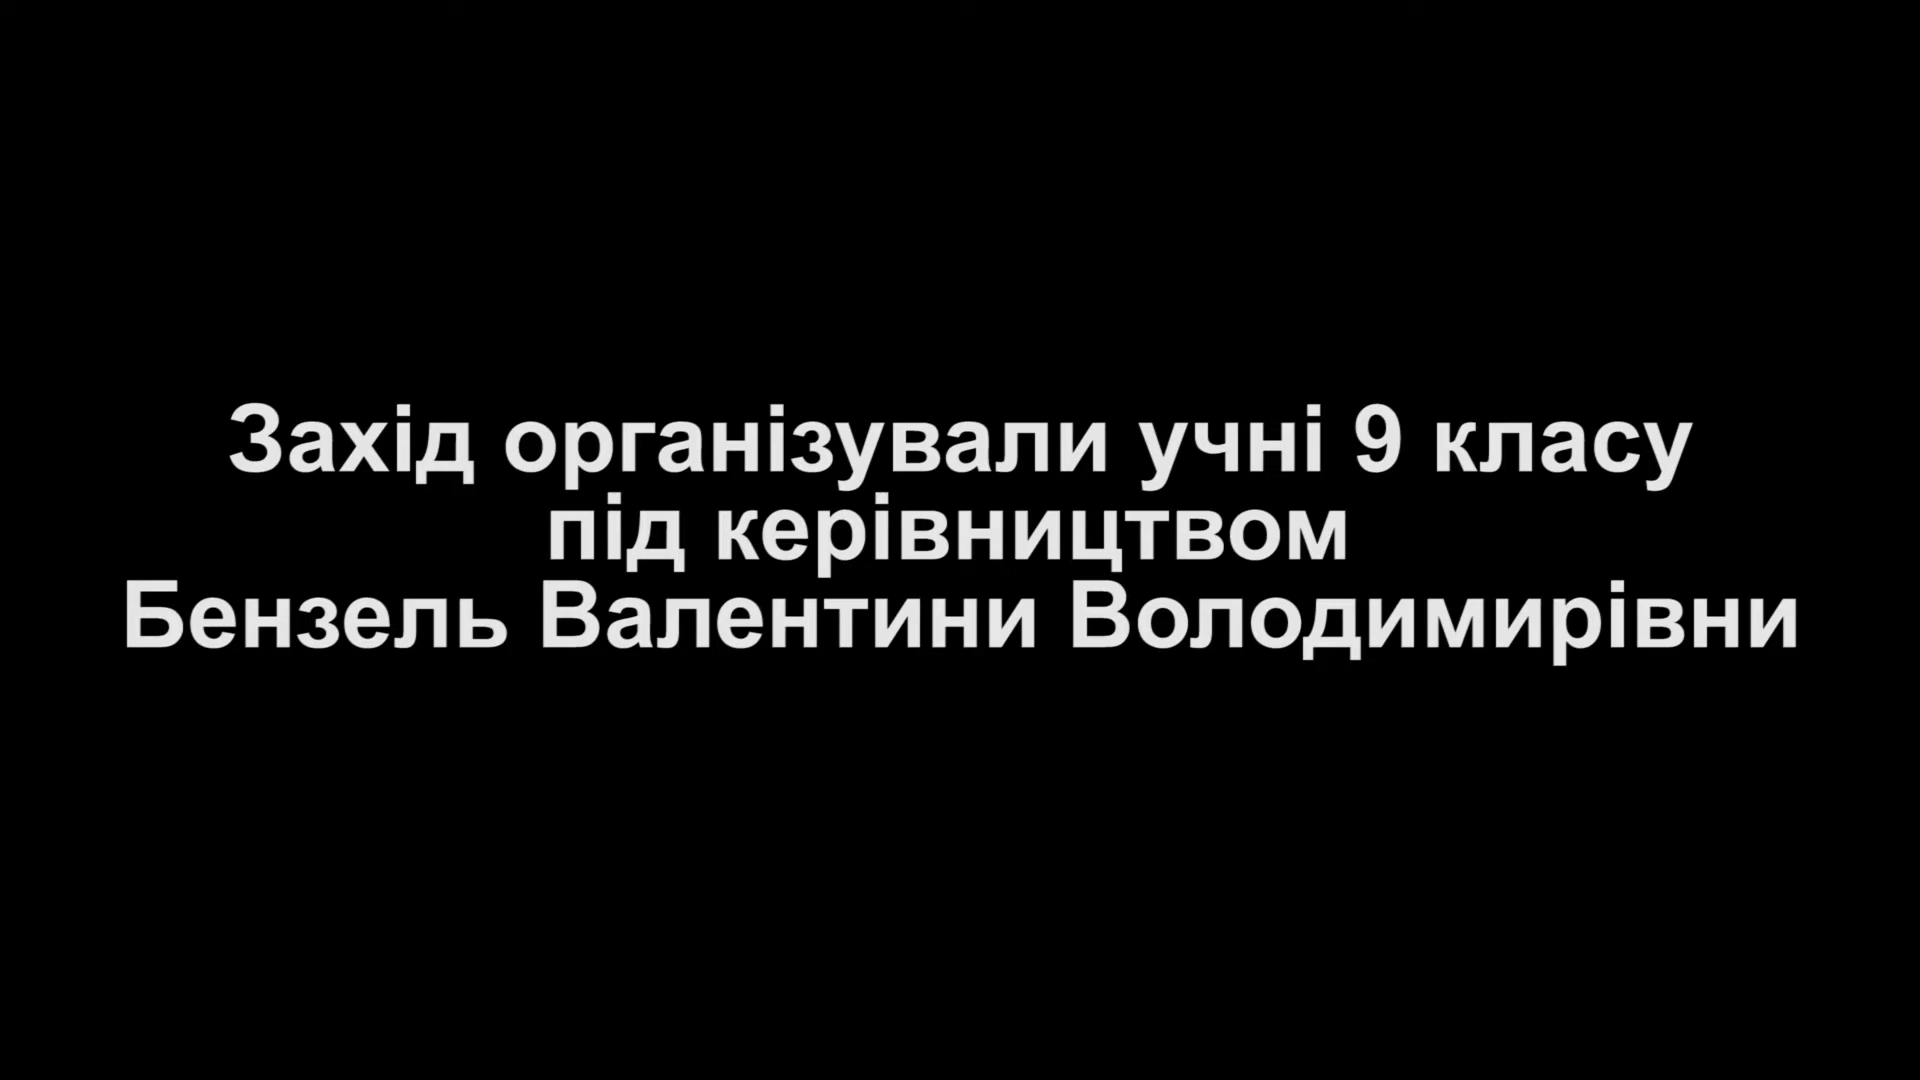 Захід організували учні 9 класу
під керівництвом
Бензель Валентини Володимирівни